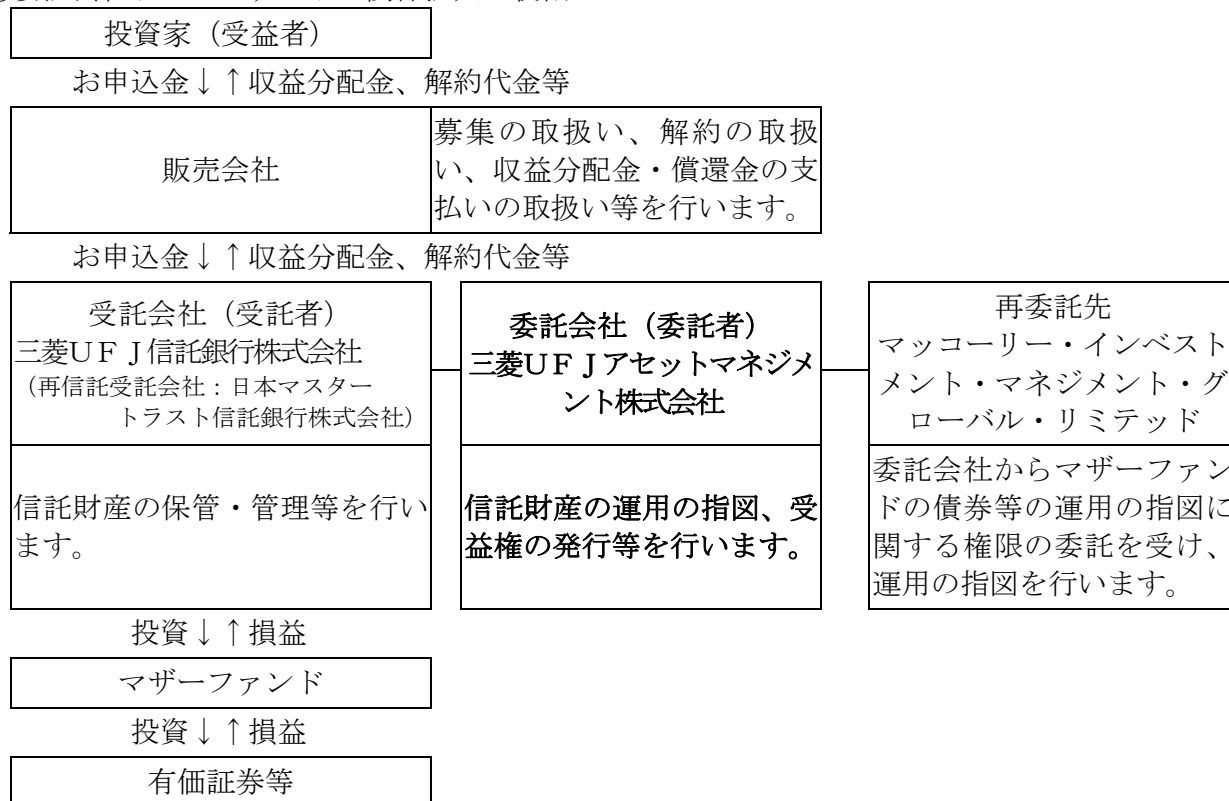 投資家(受益者)
お申込金↓↑収益分配金、解約代金等
販売会社
募集の取扱い、解約の取扱
い、収益分配金・償還金の支
払いの取扱い等を行います。
お申込金↓↑収益分配金、解約代金等
受託会社(受託者)
三菱UFJ信託銀行株式会社
(再信託受託会社:日本マスター
トラスト信託銀行株式会社)
委託会社(委託者)
三菱UFJアセットマネジメ
ント株式会社
再委託先
マッコーリー・インベスト
メント・マネジメント・グ
ローバル・リミテッド
信託財産の保管・管理等を行い
ます。
信託財産の運用の指図、受
益権の発行等を行います。
委託会社からマザーファン
ドの債券等の運用の指図に
関する権限の委託を受け、
運用の指図を行います。
投資↓↑損益
マザーファンド
投資↓↑損益
有価証券等